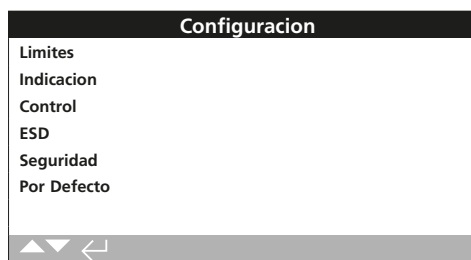 Configuracion
Limites
Indicacion
Control
ESD
Seguridad
Por Defecto